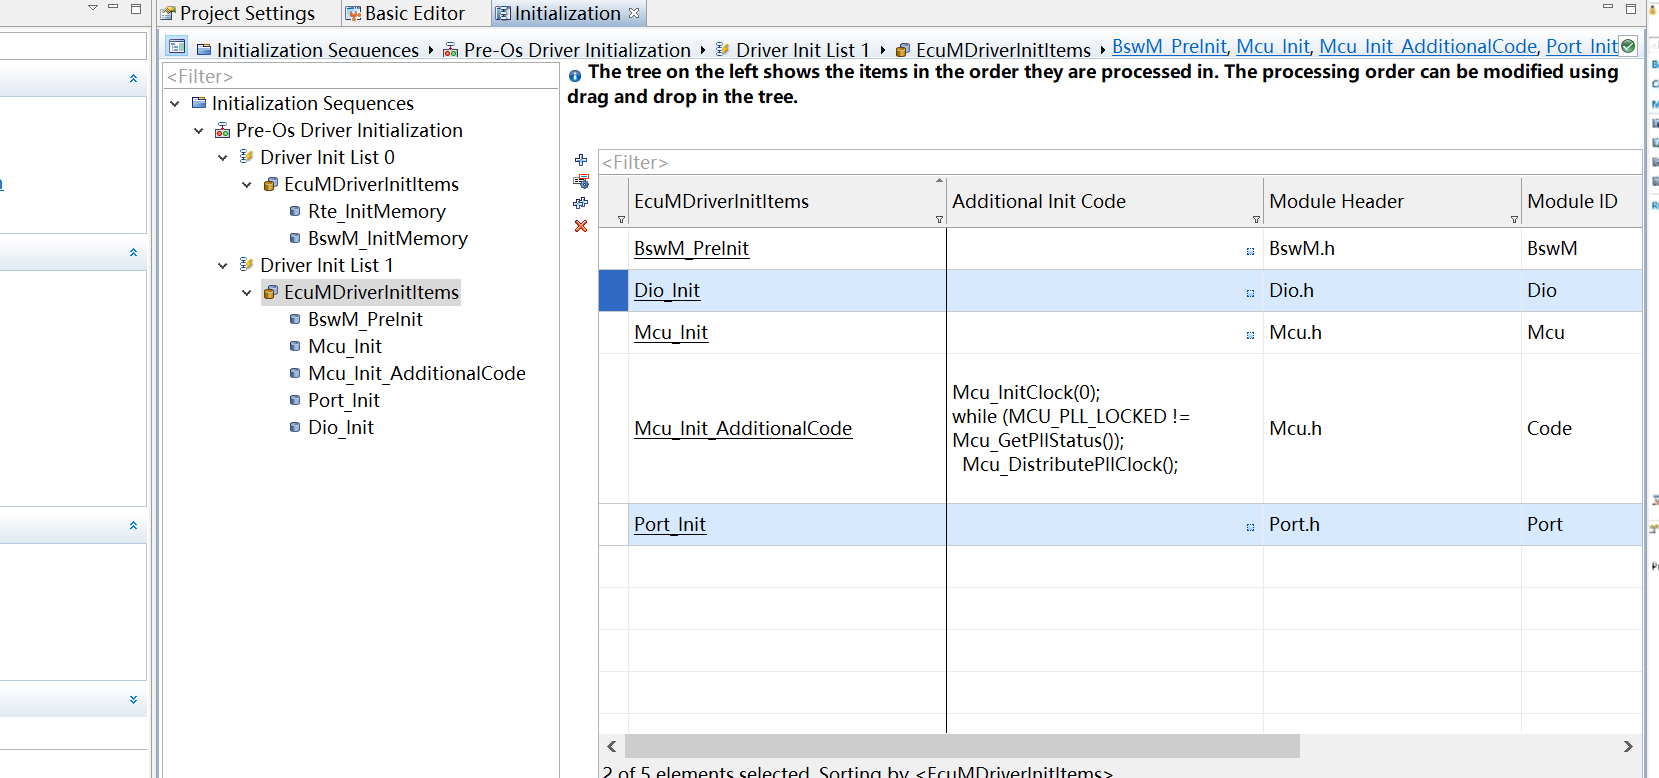 Project Settings
Basic Editor
Initialization
Initialization Sequences
Pre-Os Driver Initialization
Driver Init List 1
EcuMDriverInitItems
BswM_PreInit, Mcu_Init, Mcu_Init_AdditionalCode, Port_Init
<Filter>
Initialization Sequences
Pre-Os Driver Initialization
Driver Init List 0
EcuMDriverInitItems
Rte_InitMemory
BswM_InitMemory
Driver Init List 1
EcuMDriverInitItems
BswM_PreInit
Mcu_Init
Mcu_Init_AdditionalCode
Port_Init
Dio_Init
The tree on the left shows the items in the order they are processed in. The processing order can be modified using
drag and drop in the tree.
<Filter>
EcuMDriverInitItems Additional Init Code Module Header Module ID
BswM_PreInit BswM.h BswM
Dio_Init Dio.h Dio
Mcu_Init Mcu.h Mcu
Mcu_Init_AdditionalCode
Mcu_InitClock(0);
while (MCU_PLL_LOCKED !=
Mcu_GetPllStatus());
Mcu_DistributePllClock();
Mcu.h Code
Port_Init Port.h Port
2 of 5 elements selected. Sorting by <EcuMDriverInitItems>